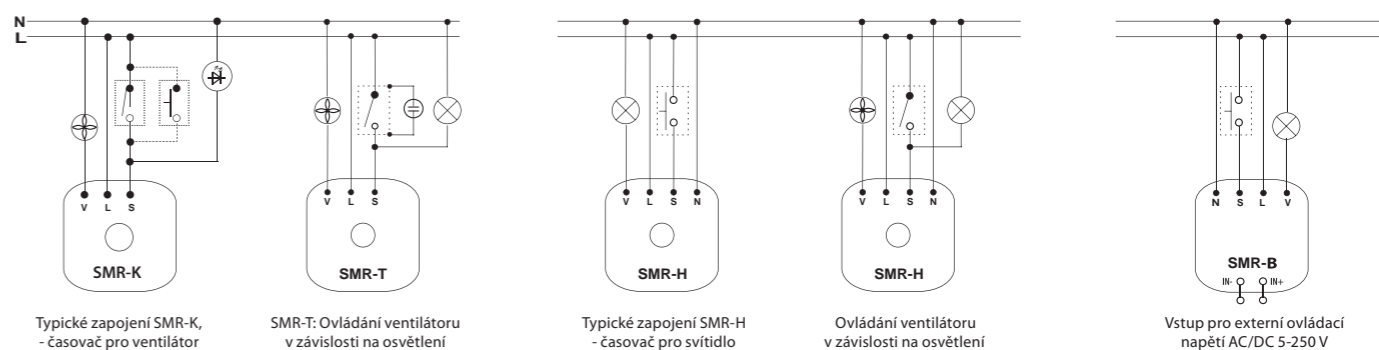 N
L
V L S
SMR-K
Typické zapojení SMR-K,
- časovač pro ventilátor
V L S
SMR-T
SMR-T: Ovládání ventilátoru
v závislosti na osvětlení
V L S N
SMR-H
Typické zapojení SMR-H
- časovač pro svítidlo
V L S N
SMR-H
Ovládání ventilátoru
v závislosti na osvětlení
N S L V
SMR-B
IN- IN+
Vstup pro externí ovládací
napětí AC/DC 5-250 V